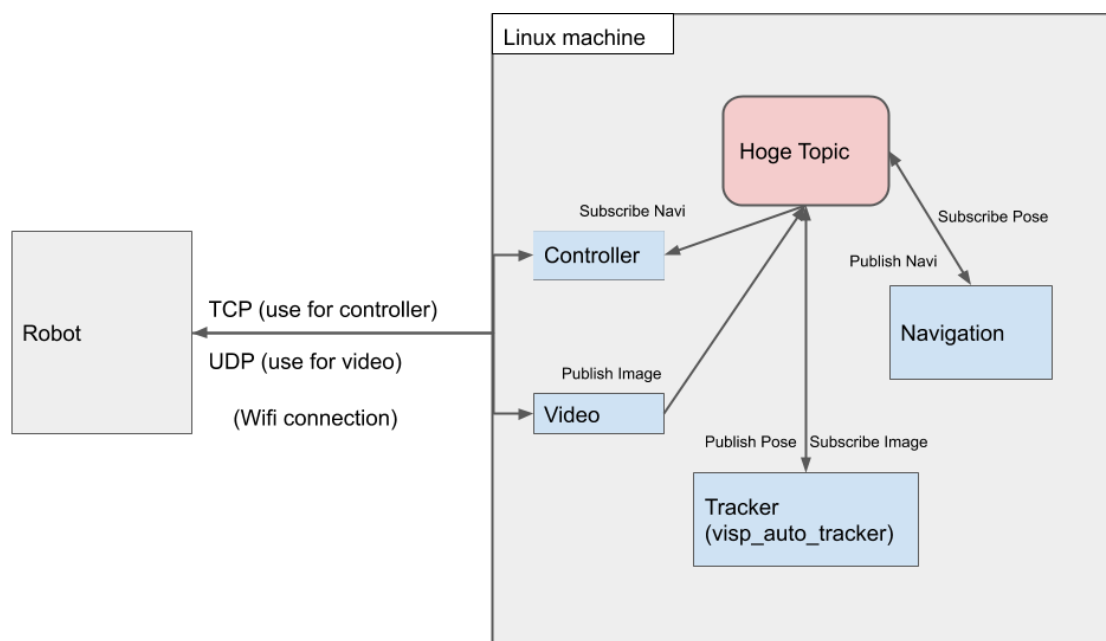 Linux machine
Hoge Topic
Subscribe Navi
Subscribe Pose
Controller
Publish Navi
TCP (use for controller)
Robot
Navigation
UDP (use for video)
Publish Image
(Wifi connection)
Video
Publish Pose
Subscribe Image
Tracker
(visp_auto_tracker)